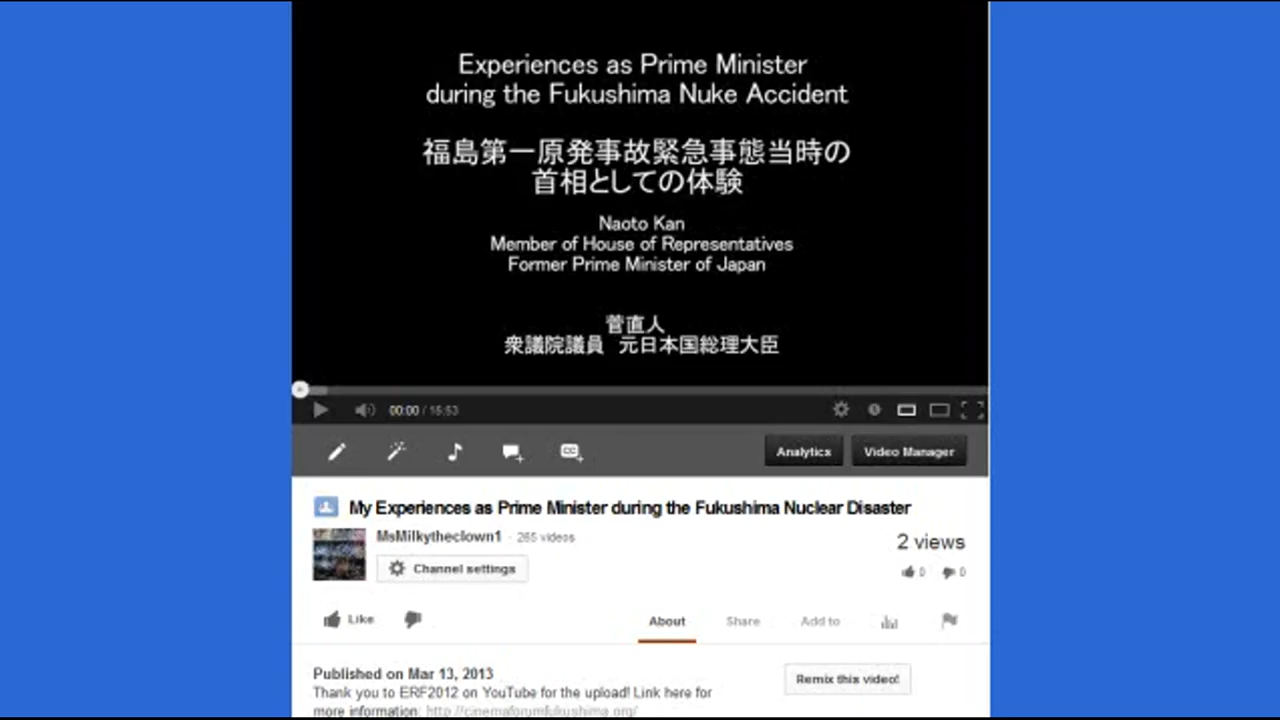 Experiences as Prime Minister
during the Fukushima Nuke Accident
福島第一原発事故緊急事態当時の
首相としての体験
Naoto Kan
Member of House of Representatives
Former Prime Minister of Japan
菅直人
衆議院議員 元日本国総理大臣
00:00 / 15:53
Analytics
Video Manager
My Experiences as Prime Minister during the Fukushima Nuclear Disaster
MsMilkytheclown1 · 265 videos
2 views
Channel settings
0 0
Like
About Share Add to
Published on Mar 13, 2013
Remix this video!
Thank you to ERF2012 on YouTube for the upload! Link here for
more information: http://cinemaforumfukushima.org/